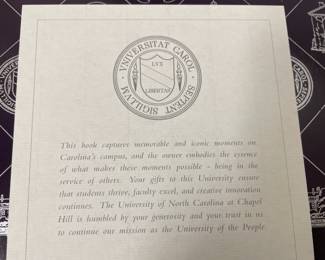 SIGILLVM VNIVERSITAT CAROL SEPTENT
LVX
LIBERTAS
This book captures memorable and iconic moments on
Carolina's campus, and the owner embodies the essence
of what makes these moments possible – being in the
service of others. Your gifts to this University ensure
that students thrive, faculty excel, and creative innovation
continues. The University of North Carolina at Chapel
Hill is humbled by your generosity and your trust in us
to continue our mission as the University of the People